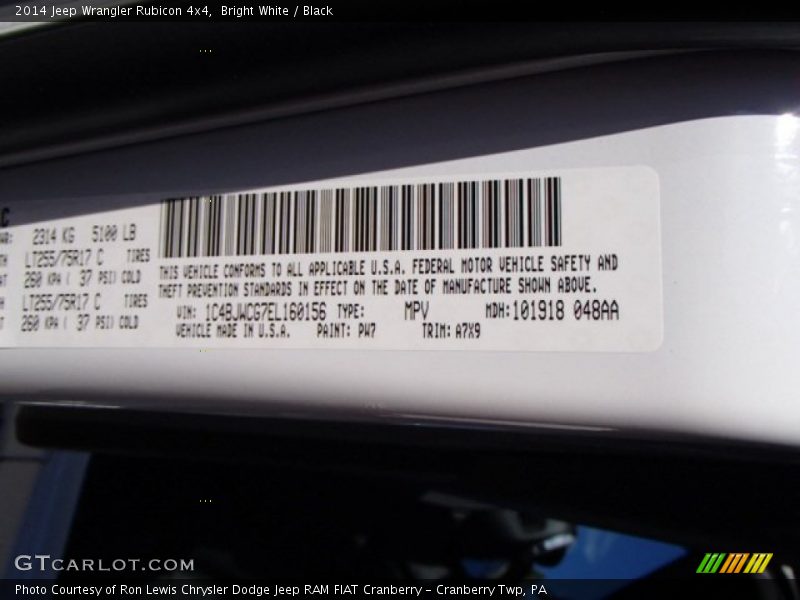 2014 Jeep Wrangler Rubicon 4x4, Bright White / Black
2314 KG 5100 LB
LT255/75R17 C TIRES
260 KPA ( 37 PSI) COLD
LT255/75R17 C TIRES
260 KPA ( 37 PSI) COLD
THIS VEHICLE CONFORMS TO ALL APPLICABLE U.S.A. FEDERAL MOTOR VEHICLE SAFETY AND
THEFT PREVENTION STANDARDS IN EFFECT ON THE DATE OF MANUFACTURE SHOWN ABOVE.
VIN: 1C4BJWCG7EL160156 TYPE: MPV MDH:101918 048AA
VEHICLE MADE IN U.S.A. PAINT: PW7 TRIM: A7X9
GTCARLOT.COM
Photo Courtesy of Ron Lewis Chrysler Dodge Jeep RAM FIAT Cranberry – Cranberry Twp, PA